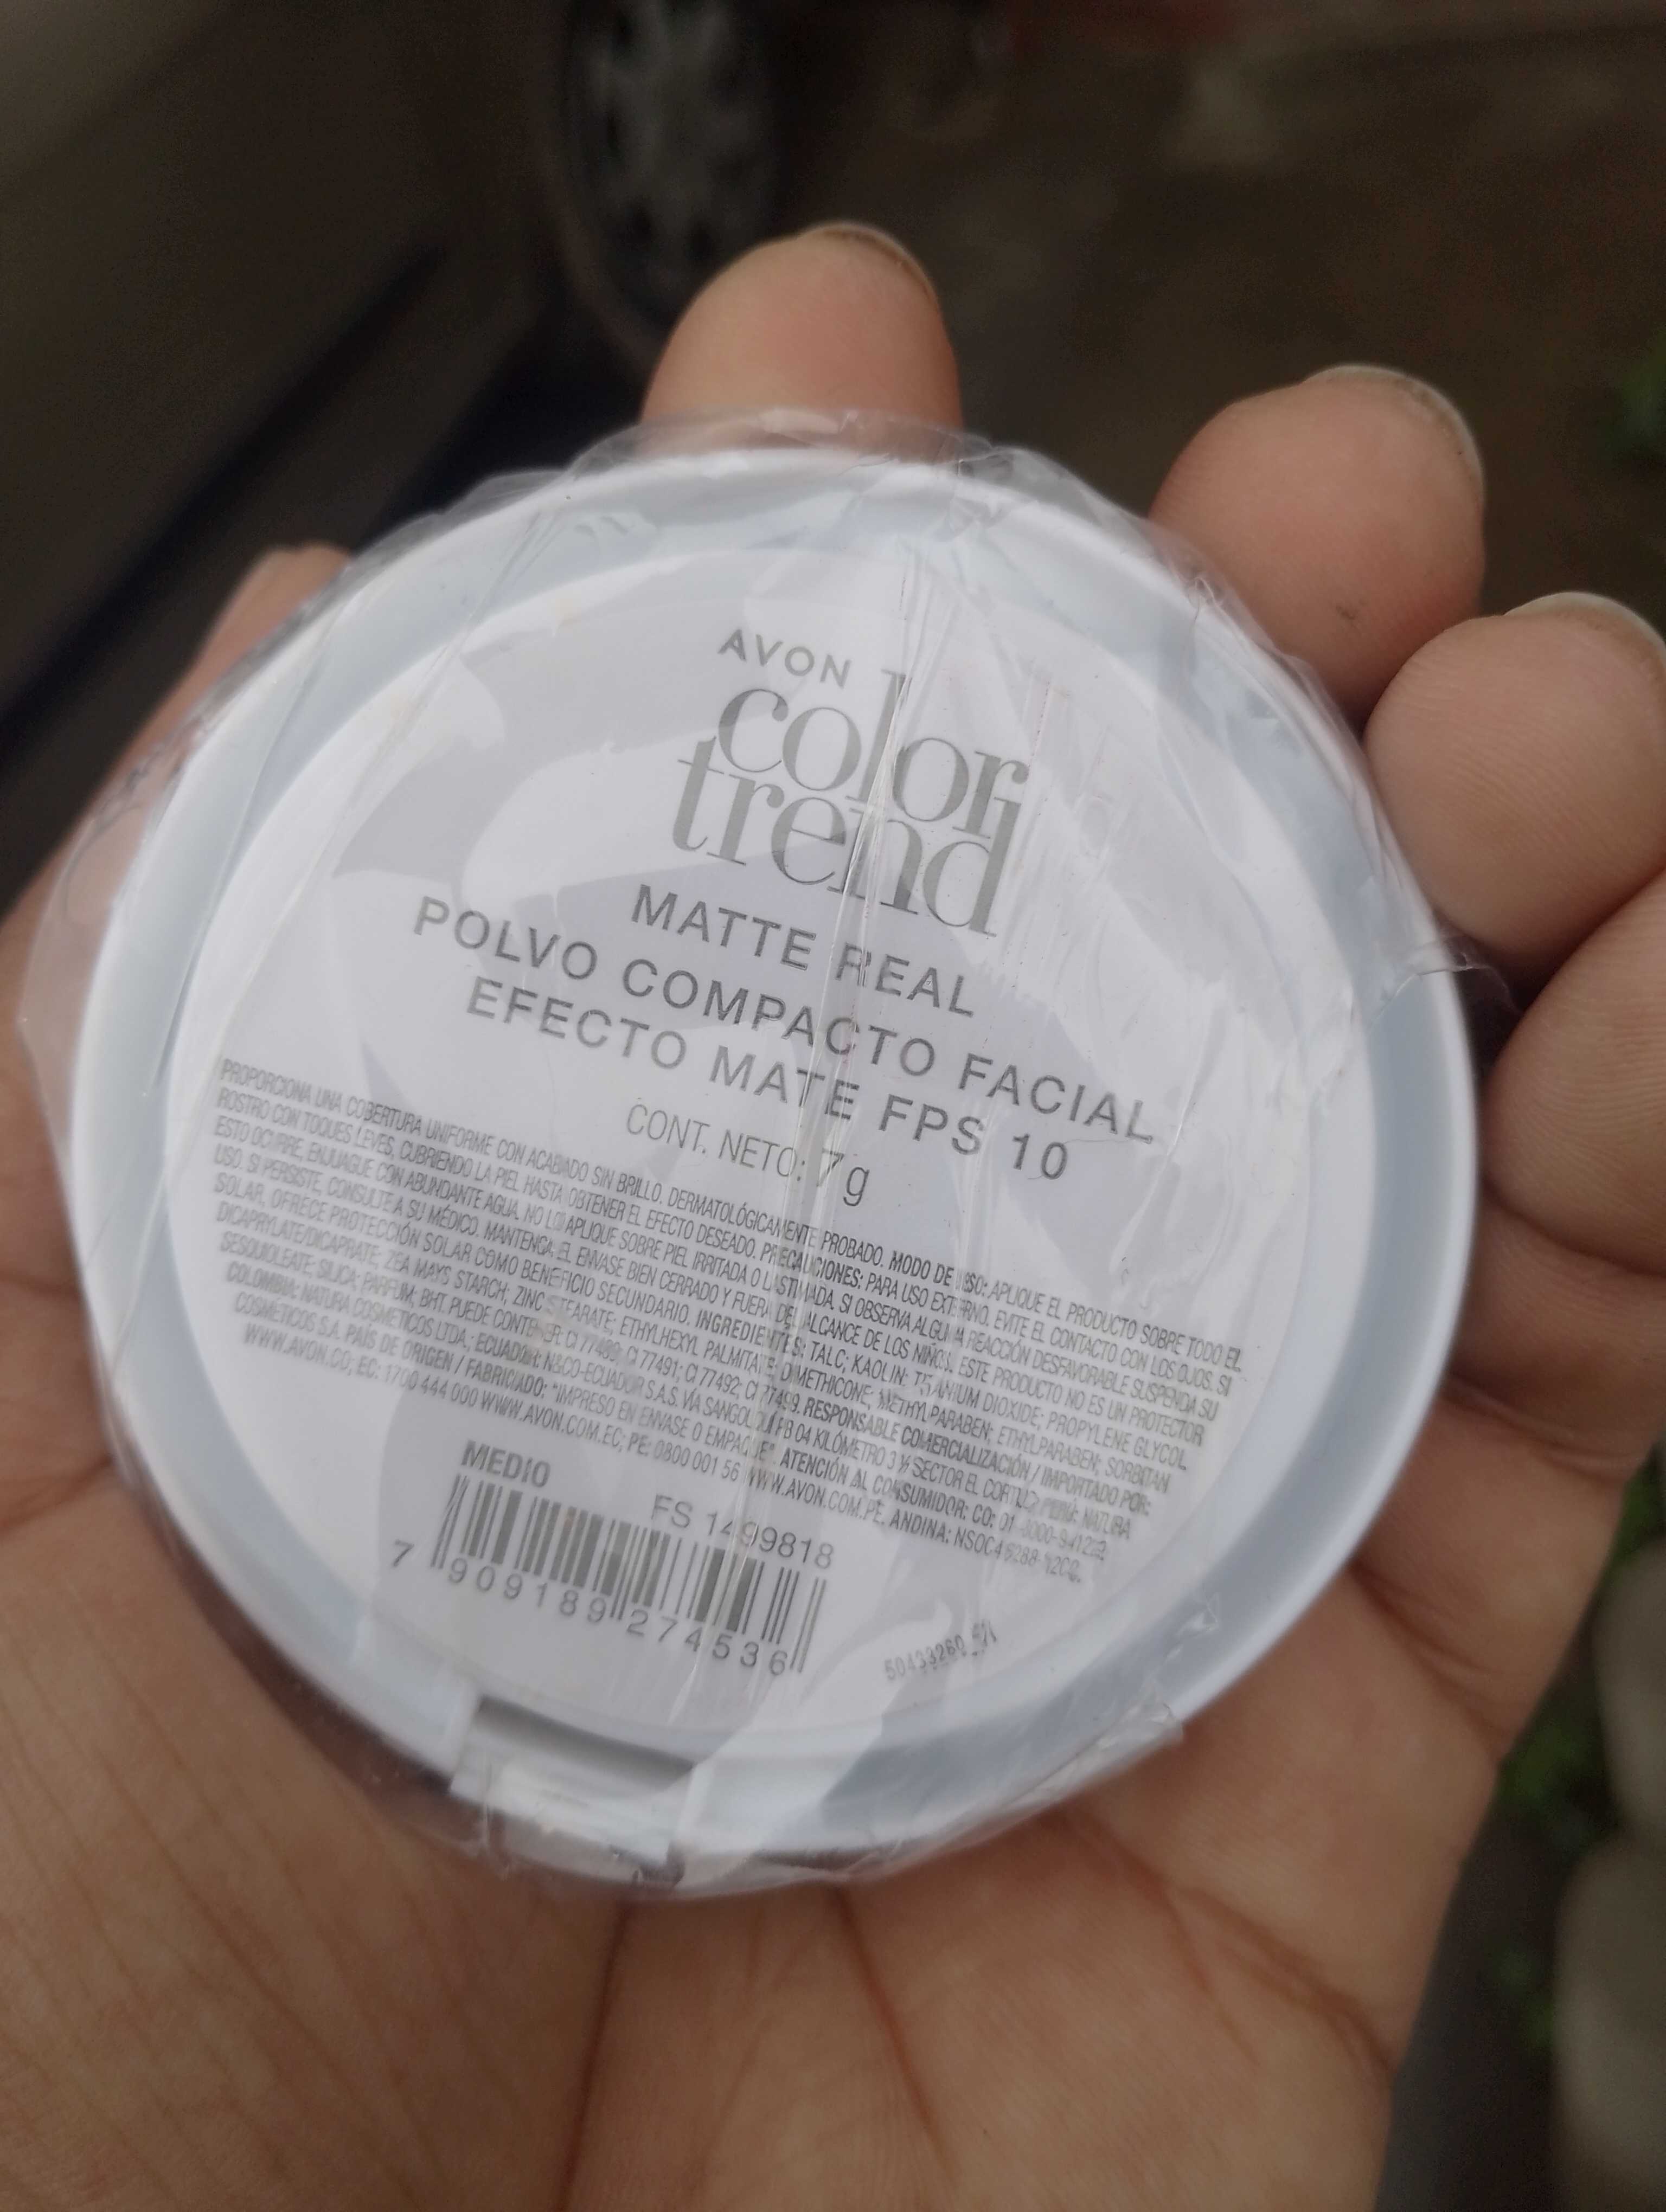 AVON
color
trend
MATTE REAL
POLVO COMPACTO FACIAL
EFECTO MATE FPS 10
CONT. NETO: 7g
PROPORCIONA UNA COBERTURA UNIFORME CON ACABADO SIN BRILLO. DERMATOLÓGICAMENTE PROBADO. MODO DE USO: APLIQUE EL PRODUCTO SOBRE TODO EL
ROSTRO CON TOQUES LEVES, CUBRIENDO LA PIEL HASTA OBTENER EL EFECTO DESEADO. PRECAUCIONES: PARA USO EXTERNO. EVITE EL CONTACTO CON LOS OJOS. SI
ESTO OCURRE, ENJUAGUE CON ABUNDANTE AGUA. NO LO APLIQUE SOBRE PIEL IRRITADA O LASTIMADA. SI OBSERVA ALGUNA REACCIÓN DESFAVORABLE SUSPENDA SU
USO. SI PERSISTE, CONSULTE A SU MÉDICO. MANTENGA EL ENVASE BIEN CERRADO Y FUERA DEL ALCANCE DE LOS NIÑOS. ESTE PRODUCTO NO ES UN PROTECTOR
SOLAR. OFRECE PROTECCIÓN SOLAR COMO BENEFICIO SECUNDARIO. INGREDIENTES: TALC; KAOLIN; TITANIUM DIOXIDE; PROPYLENE GLYCOL
DICAPRYLATE/DICAPRATE; ZEA MAYS STARCH; ZINC STEARATE; ETHYLHEXYL PALMITATE; DIMETHICONE; METHYLPARABEN; ETHYLPARABEN; SORBITAN
SESQUIOLEATE; SILICA; PARFUM; BHT. PUEDE CONTENER: CI 77489; CI 77491; CI 77492; CI 77499. RESPONSABLE COMERCIALIZACIÓN / IMPORTADO POR:
COLOMBIA: NATURA COSMETICOS LTDA.; ECUADOR: N&CO-ECUADOR S.A.S. VÍA SANGOLQUI PB 04 KILÓMETRO 3 ½ SECTOR EL CORTIJO; PERÚ: NATURA
COSMETICOS S.A. PAÍS DE ORIGEN / FABRICADO: "IMPRESO EN ENVASE O EMPAQUE". ATENCIÓN AL CONSUMIDOR: CO: 01-8000-941222
WWW.AVON.CO; EC: 1700 444 000 WWW.AVON.COM.EC; PE: 0800 001 56 WWW.AVON.COM.PE. ANDINA:
MEDIO
FS 1499818
7 909189 274536